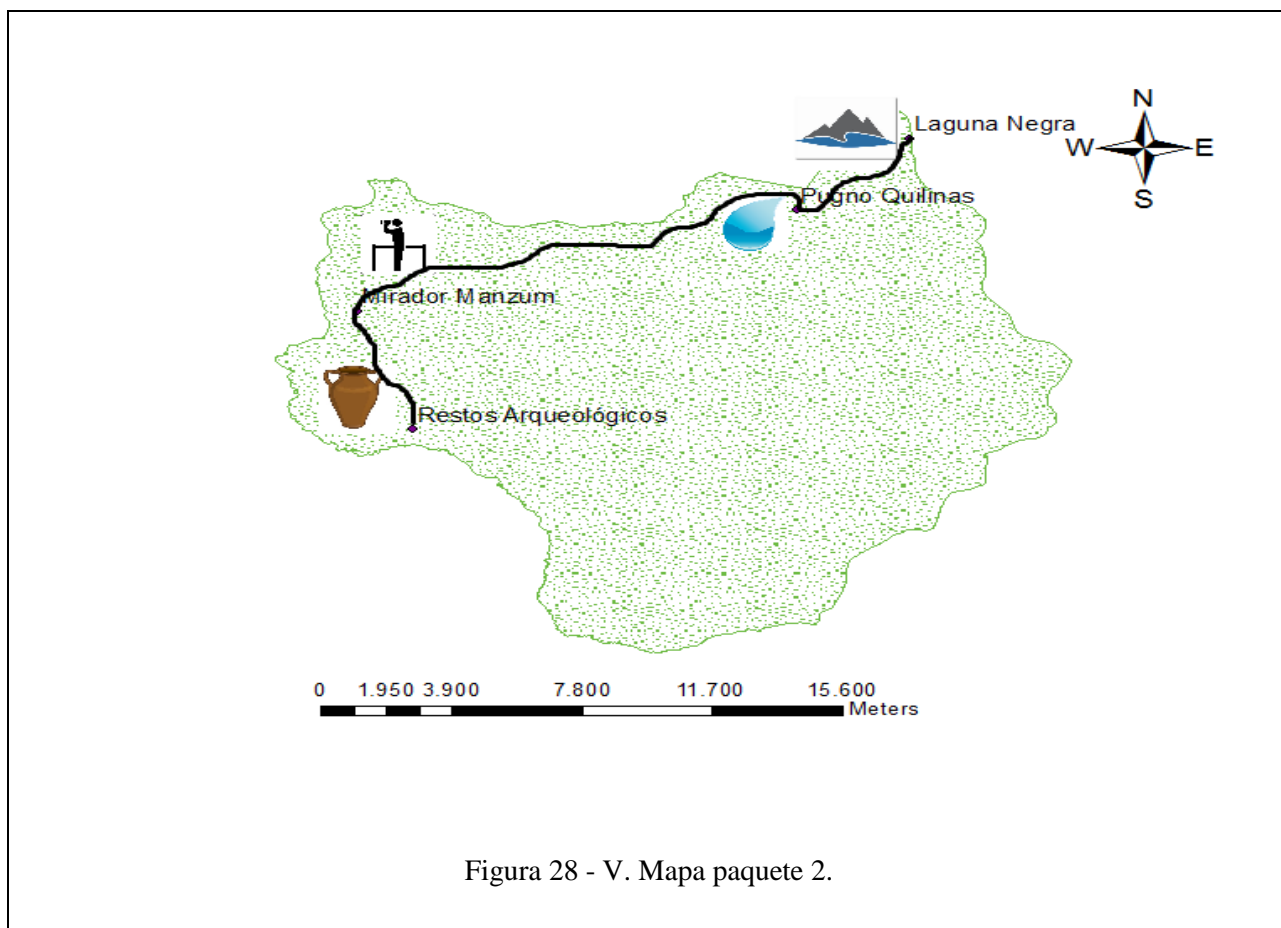 N
Laguna Negra
W E
S
Pugno Quilinas
Mirador Manzum
Restos Arqueológicos
0 1.950 3.900 7.800 11.700 15.600
Meters
Figura 28 - V. Mapa paquete 2.